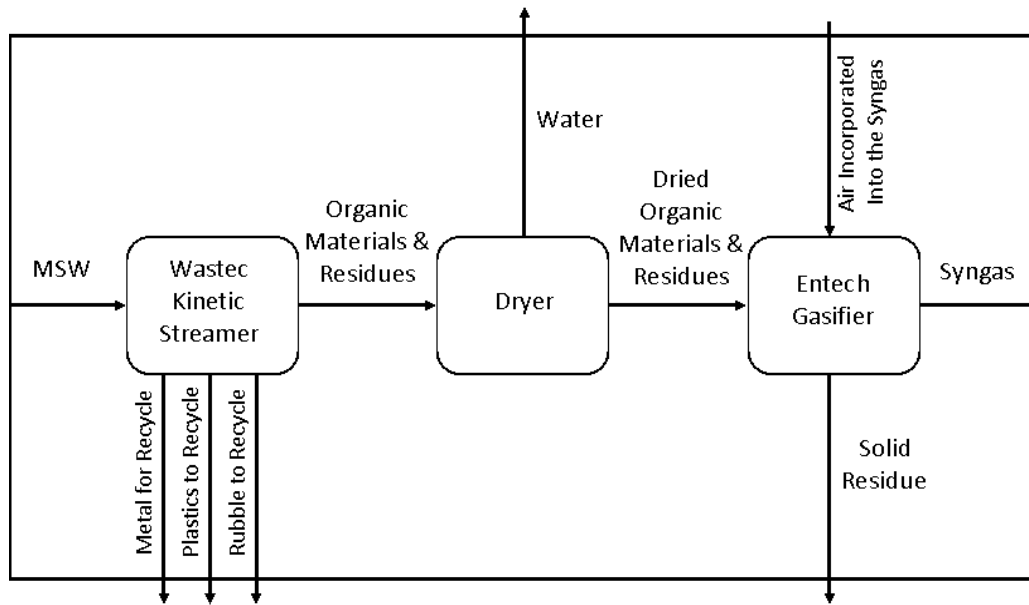 MSW
Wastec
Kinetic
Streamer
Metal for Recycle
Plastics to Recycle
Rubble to Recycle
Organic
Materials &
Residues
Dryer
Water
Dried
Organic
Materials &
Residues
Air Incorporated
Into the Syngas
Entech
Gasifier
Syngas
Solid
Residue